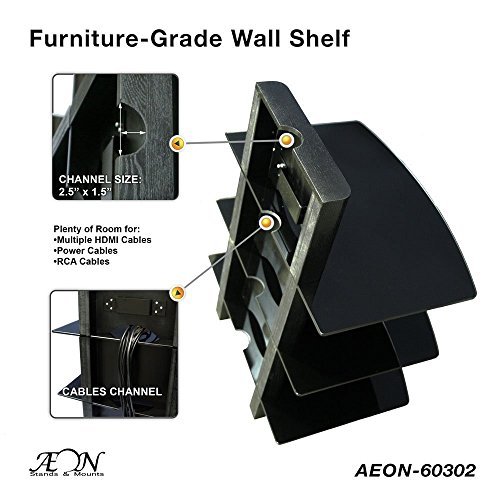 Furniture-Grade Wall Shelf
CHANNEL SIZE:
2.5" x 1.5"
Plenty of Room for:
•Multiple HDMI Cables
•Power Cables
•RCA Cables
CABLES CHANNEL
ÆON
Stands & Mounts
AEON-60302